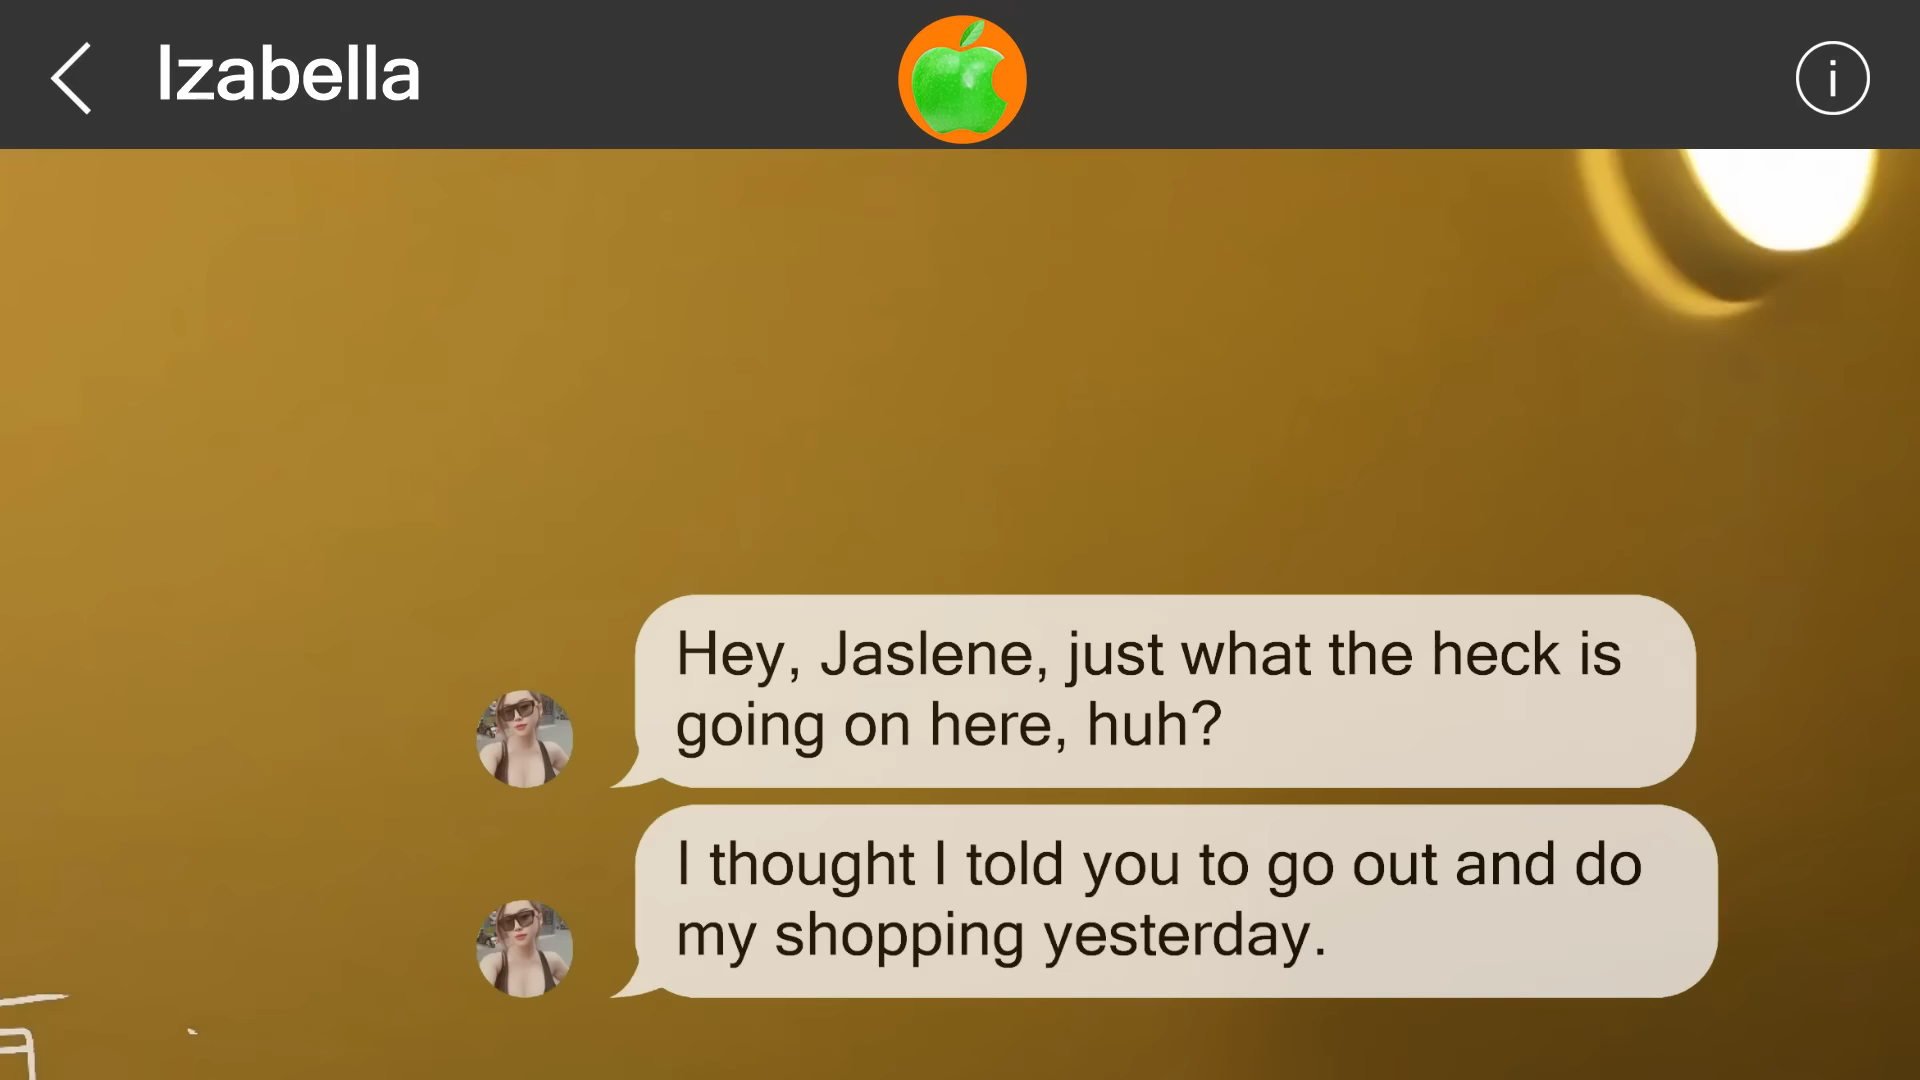 Izabella
Hey, Jaslene, just what the heck is
going on here, huh?
I thought I told you to go out and do
my shopping yesterday.